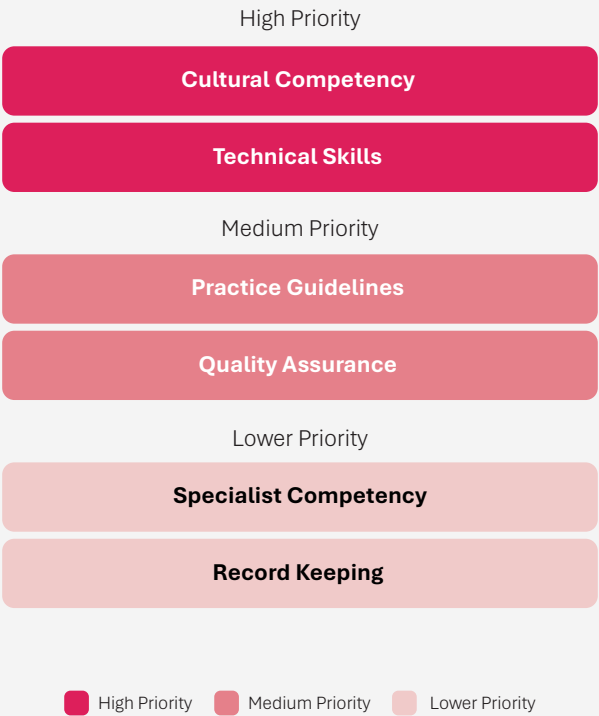 High Priority
Cultural Competency
Technical Skills
Medium Priority
Practice Guidelines
Quality Assurance
Lower Priority
Specialist Competency
Record Keeping
High Priority Medium Priority Lower Priority